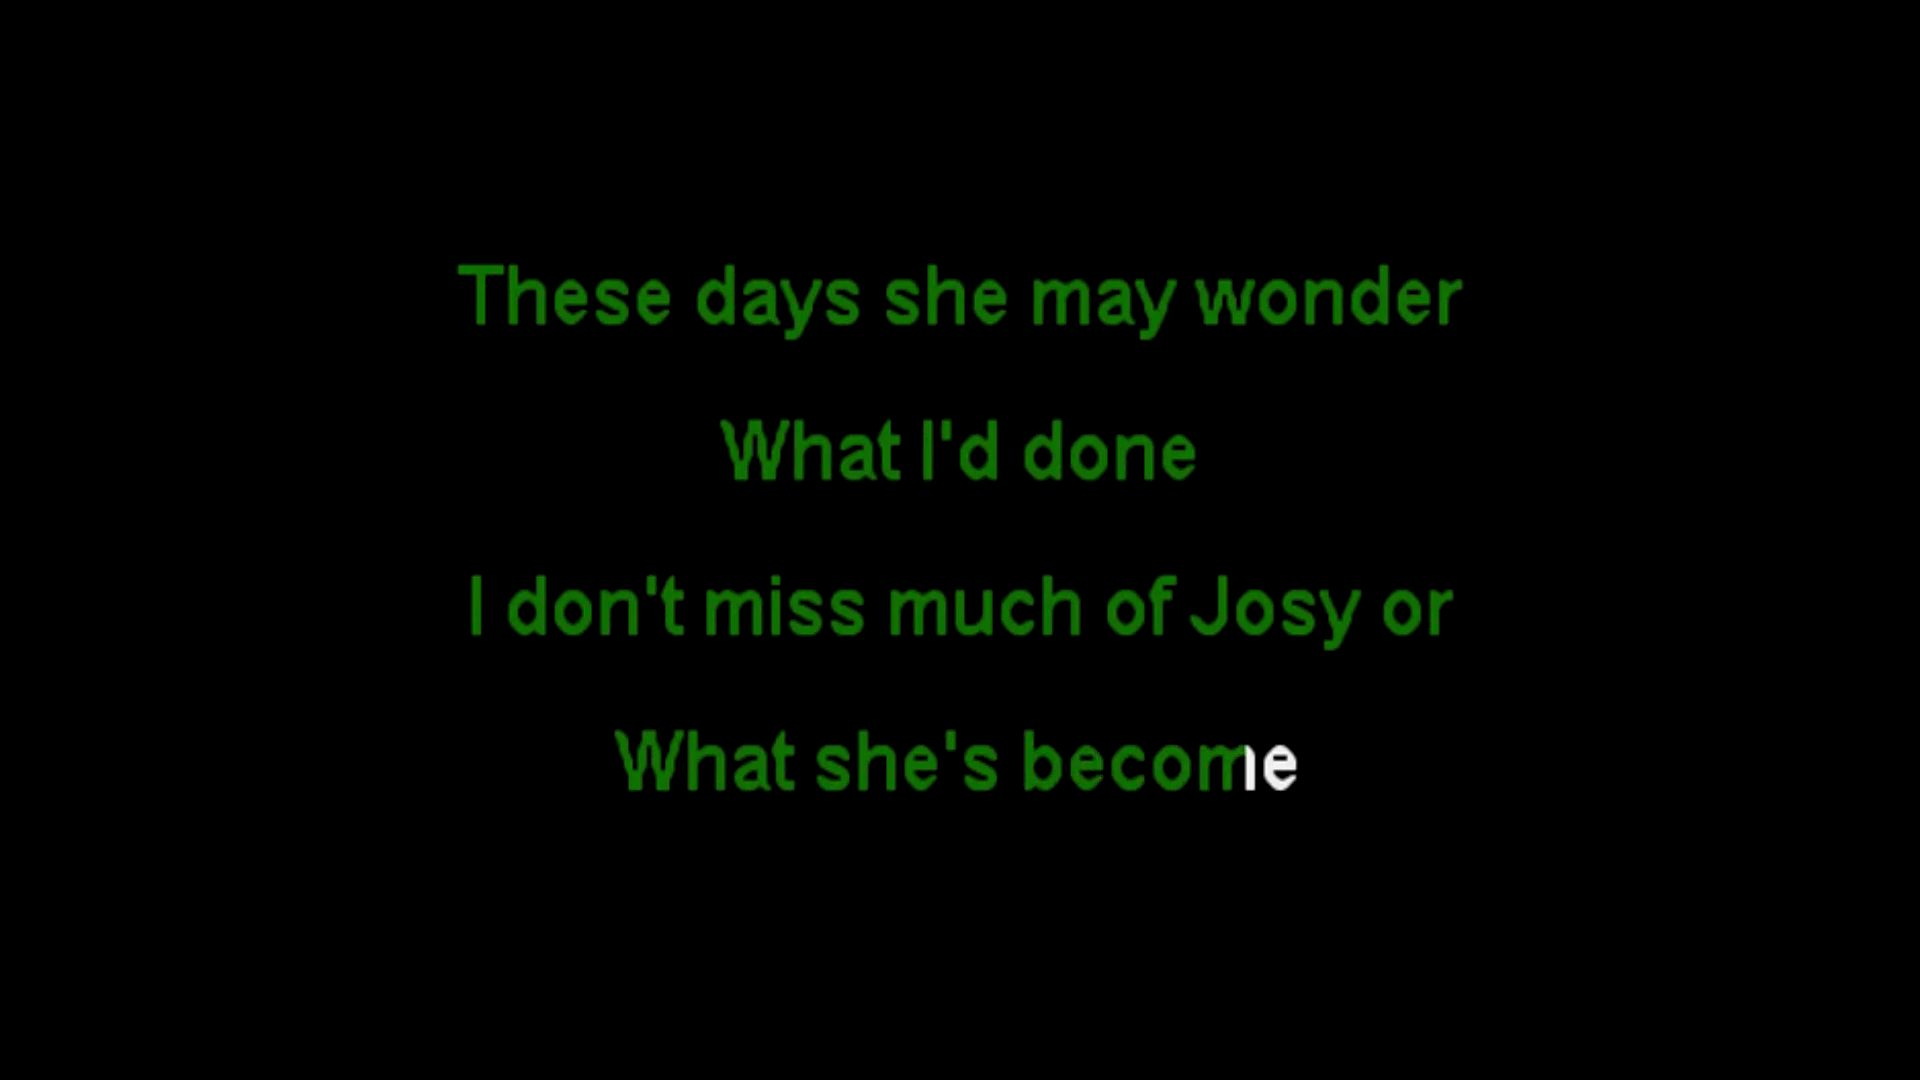 These days she may wonder
What I'd done
I don't miss much of Josy or
What she's become